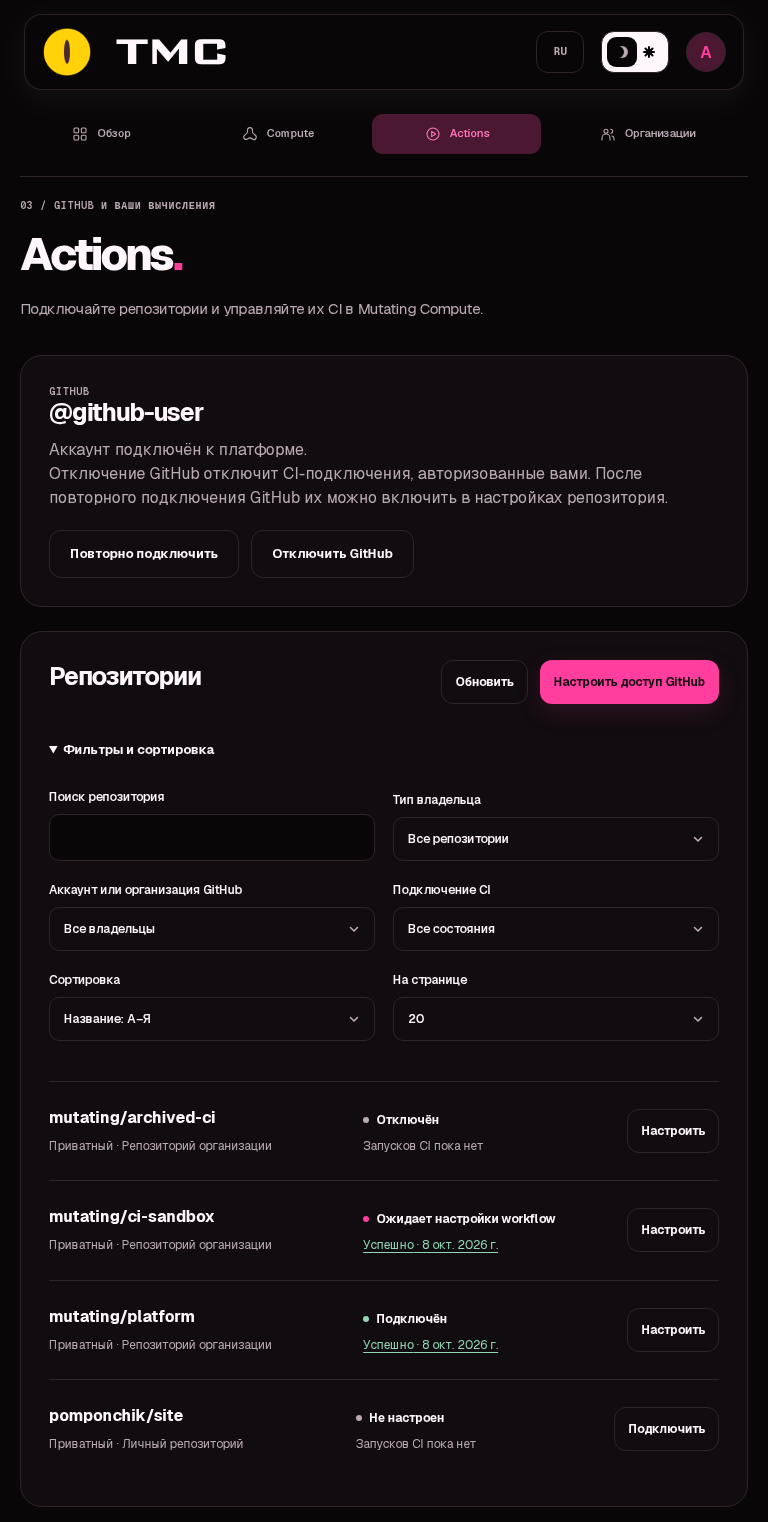 TMC
RU
A
Обзор
Compute
Actions
Организации
03 / GITHUB И ВАШИ ВЫЧИСЛЕНИЯ
Actions.
Подключайте репозитории и управляйте их CI в Mutating Compute.
GITHUB
@github-user
Аккаунт подключён к платформе.
Отключение GitHub отключит CI-подключения, авторизованные вами. После
повторного подключения GitHub их можно включить в настройках репозитория.
Повторно подключить
Отключить GitHub
Репозитории
Обновить
Настроить доступ GitHub
▼ Фильтры и сортировка
Поиск репозитория
Тип владельца
Все репозитории
Аккаунт или организация GitHub
Подключение CI
Все владельцы
Все состояния
Сортировка
На странице
Название: А–Я
20
mutating/archived-ci
Отключён
Приватный · Репозиторий организации
Запусков CI пока нет
Настроить
mutating/ci-sandbox
Ожидает настройки workflow
Приватный · Репозиторий организации
Успешно · 8 окт. 2026 г.
Настроить
mutating/platform
Подключён
Приватный · Репозиторий организации
Успешно · 8 окт. 2026 г.
Настроить
pomponchik/site
Не настроен
Приватный · Личный репозиторий
Запусков CI пока нет
Подключить